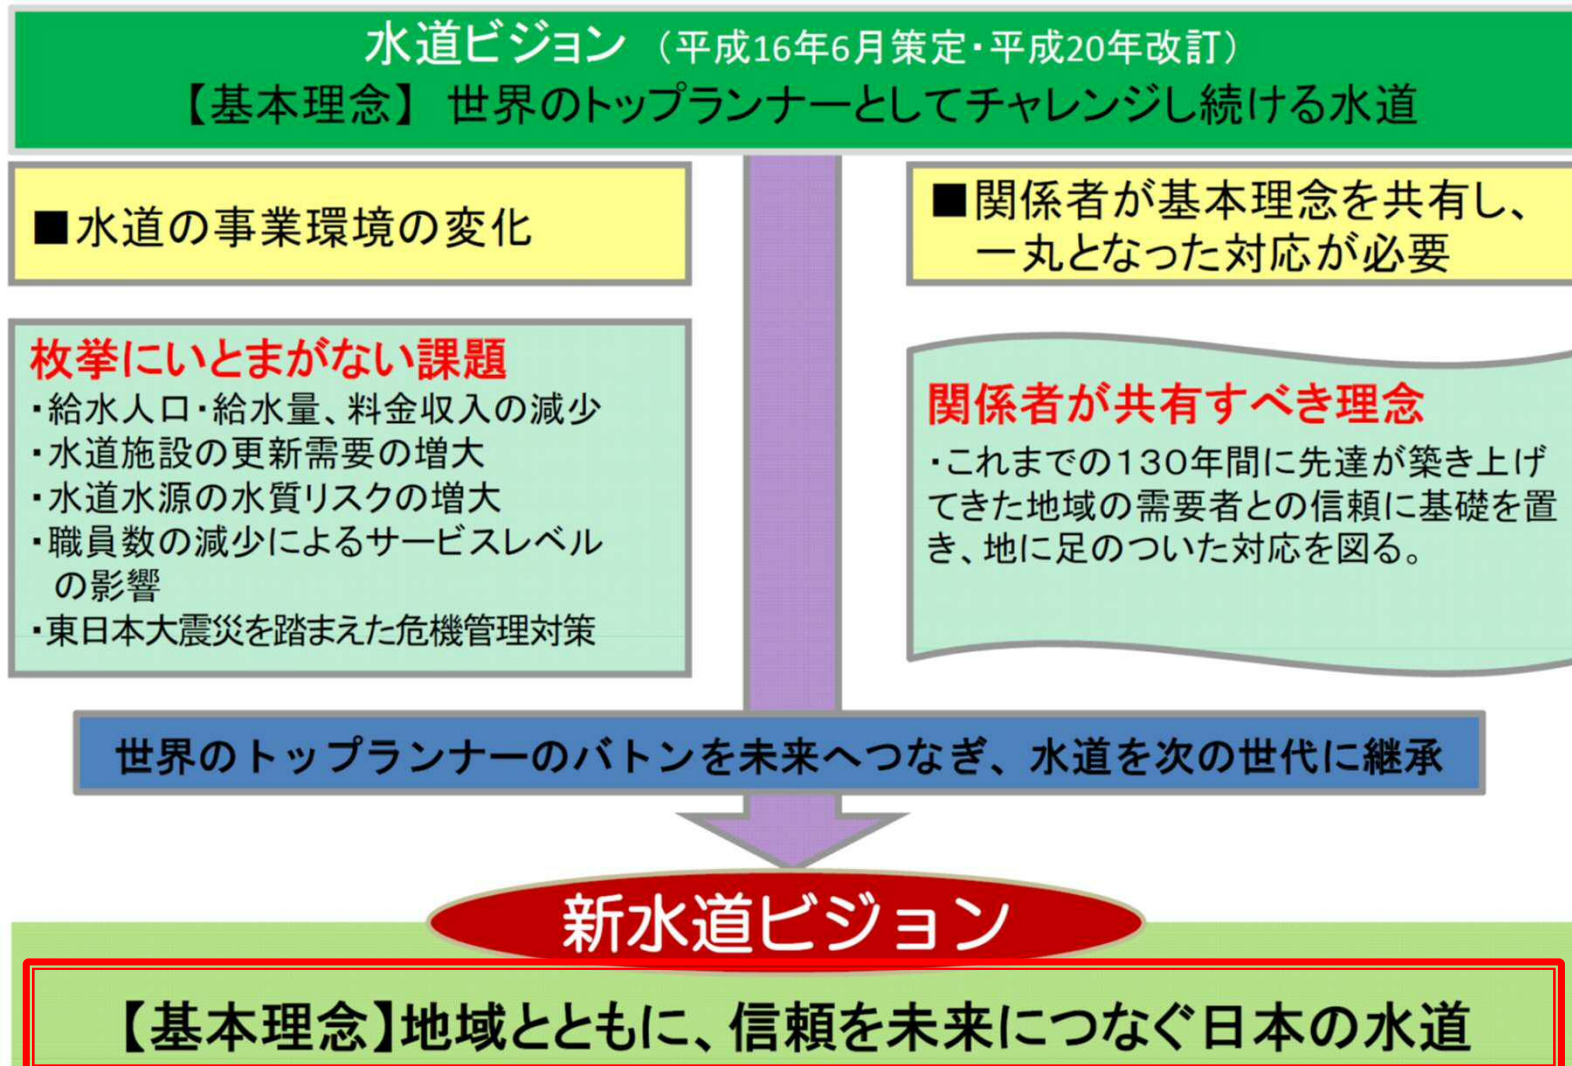 水道ビジョン（平成16年6月策定・平成20年改訂）
【基本理念】 世界のトップランナーとしてチャレンジし続ける水道
■水道の事業環境の変化
■関係者が基本理念を共有し、
一丸となった対応が必要
枚挙にいとまがない課題
・給水人口・給水量、料金収入の減少
・水道施設の更新需要の増大
・水道水源の水質リスクの増大
・職員数の減少によるサービスレベル
の影響
・東日本大震災を踏まえた危機管理対策
関係者が共有すべき理念
・これまでの130年間に先達が築き上げ
てきた地域の需要者との信頼に基礎を置
き、地に足のついた対応を図る。
世界のトップランナーのバトンを未来へつなぎ、水道を次の世代に継承
新水道ビジョン
【基本理念】地域とともに、信頼を未来につなぐ日本の水道